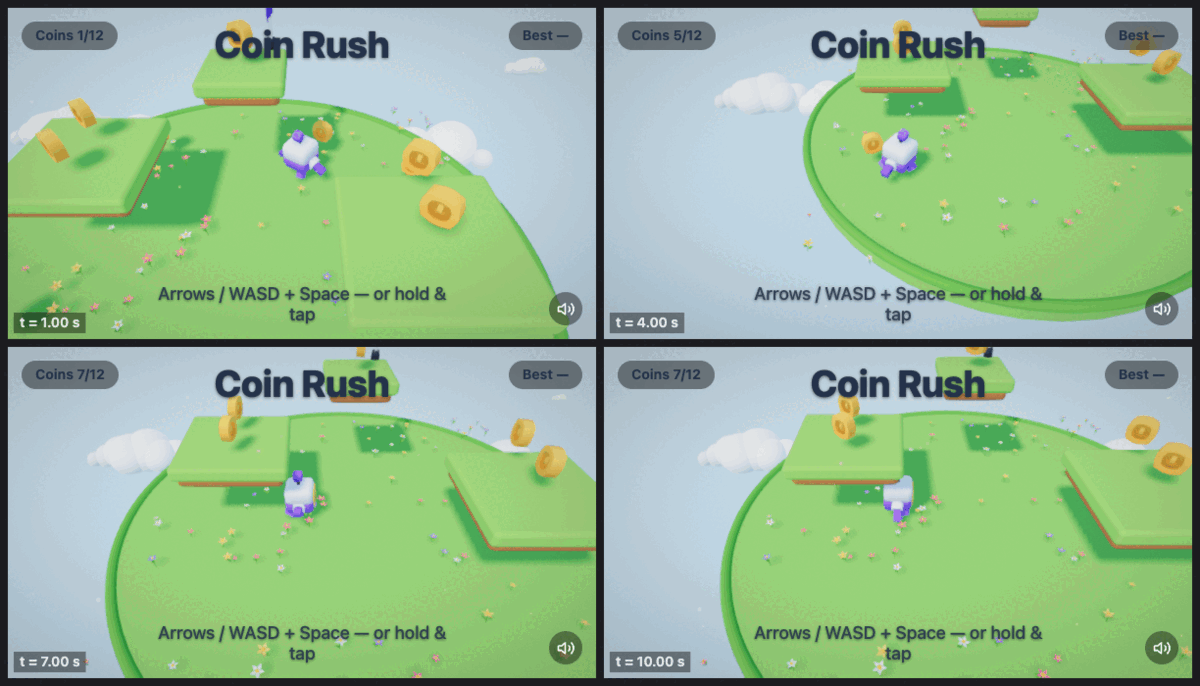 Coins 1/12
Coin Rush
Best —
Arrows / WASD + Space — or hold &
tap
t = 1.00 s
Coins 5/12
Coin Rush
Best —
Arrows / WASD + Space — or hold &
tap
t = 4.00 s
Coins 7/12
Coin Rush
Best —
Arrows / WASD + Space — or hold &
tap
t = 7.00 s
Coins 7/12
Coin Rush
Best —
Arrows / WASD + Space — or hold &
tap
t = 10.00 s